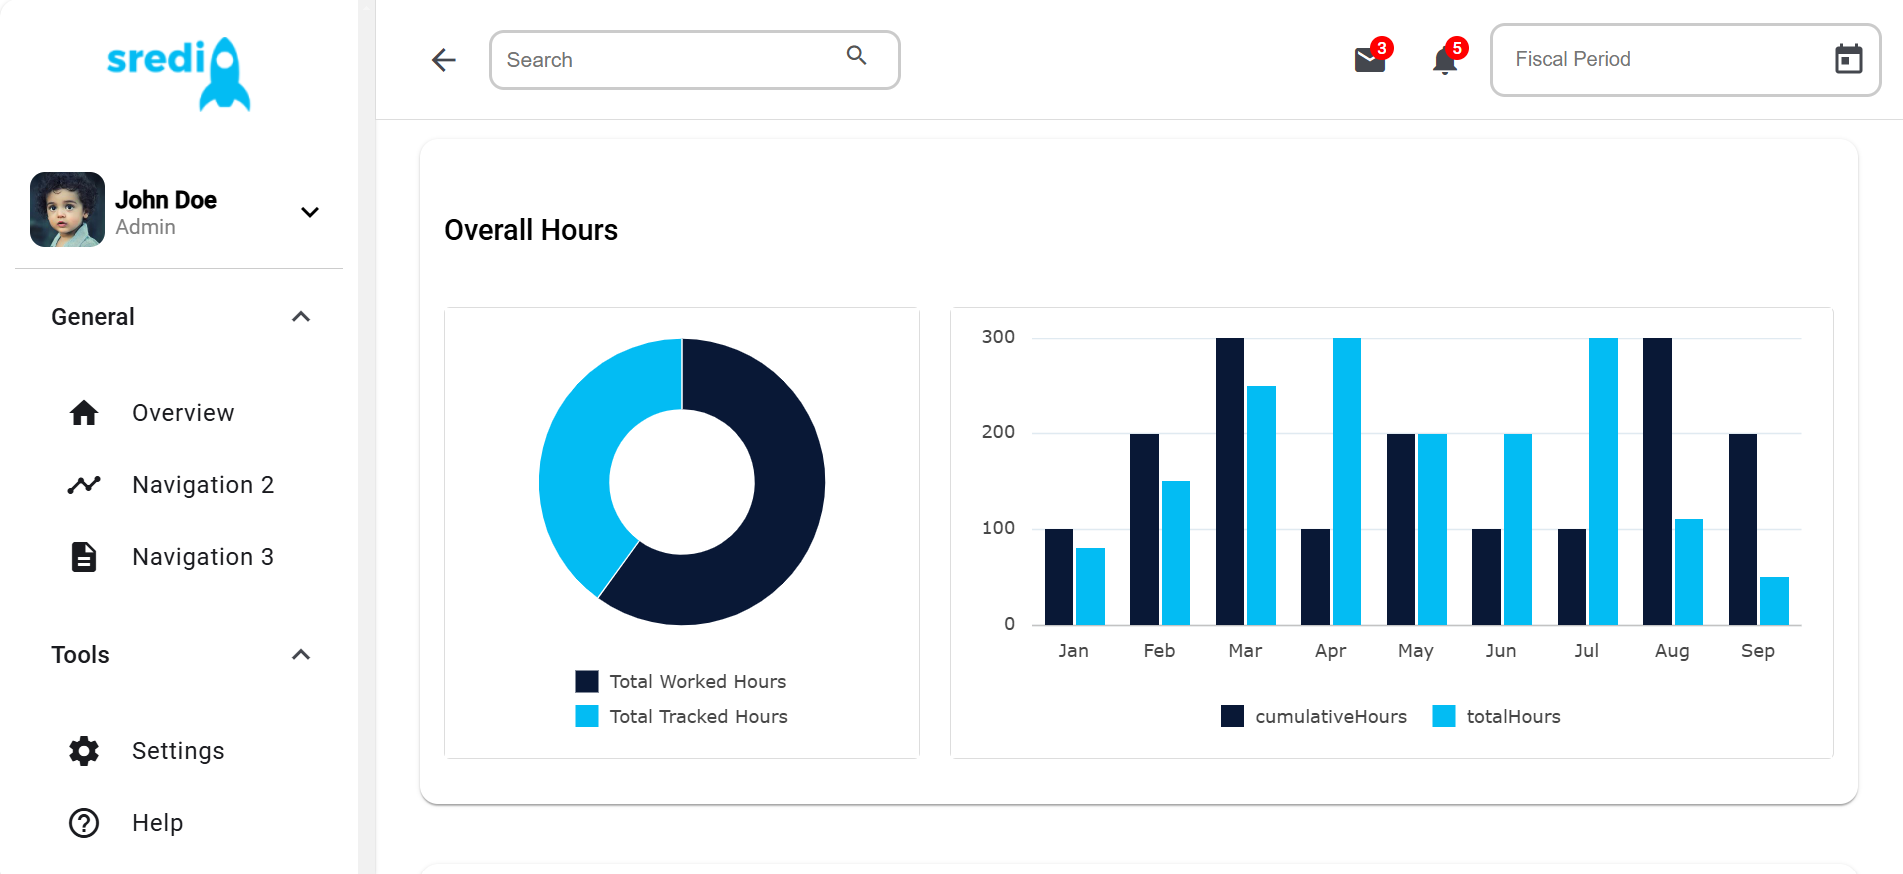 sredi
John Doe
Admin
General
Overview
Navigation 2
Navigation 3
Tools
Settings
Help
Search
3
5
Fiscal Period
Overall Hours
Total Worked Hours
Total Tracked Hours
300
200
100
0
Jan Feb Mar Apr May Jun Jul Aug Sep
cumulativeHours totalHours